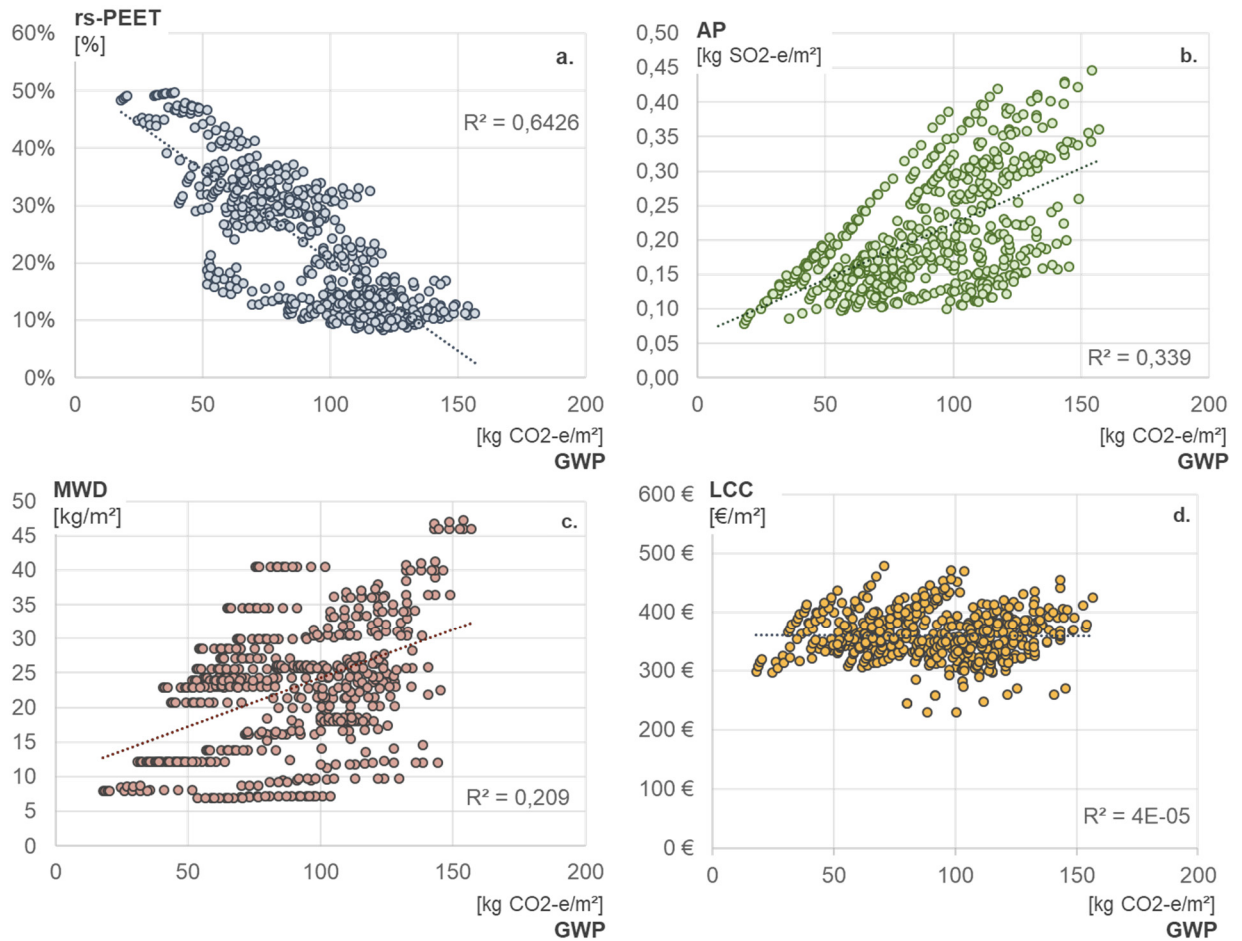 rs-PEET
[%]
a.
60%
50%
40%
30%
20%
10%
0%
R² = 0,6426
0 50 100 150 200
[kg CO2-e/m²]
GWP
AP
[kg SO2-e/m²]
b.
0,50
0,45
0,40
0,35
0,30
0,25
0,20
0,15
0,10
0,05
0,00
R² = 0,339
0 50 100 150 200
[kg CO2-e/m²]
GWP
MWD
[kg/m²]
c.
50
45
40
35
30
25
20
15
10
5
0
R² = 0,209
0 50 100 150 200
[kg CO2-e/m²]
GWP
LCC
[€/m²]
d.
600 €
500 €
400 €
300 €
200 €
100 €
0 €
R² = 4E-05
0 50 100 150 200
[kg CO2-e/m²]
GWP